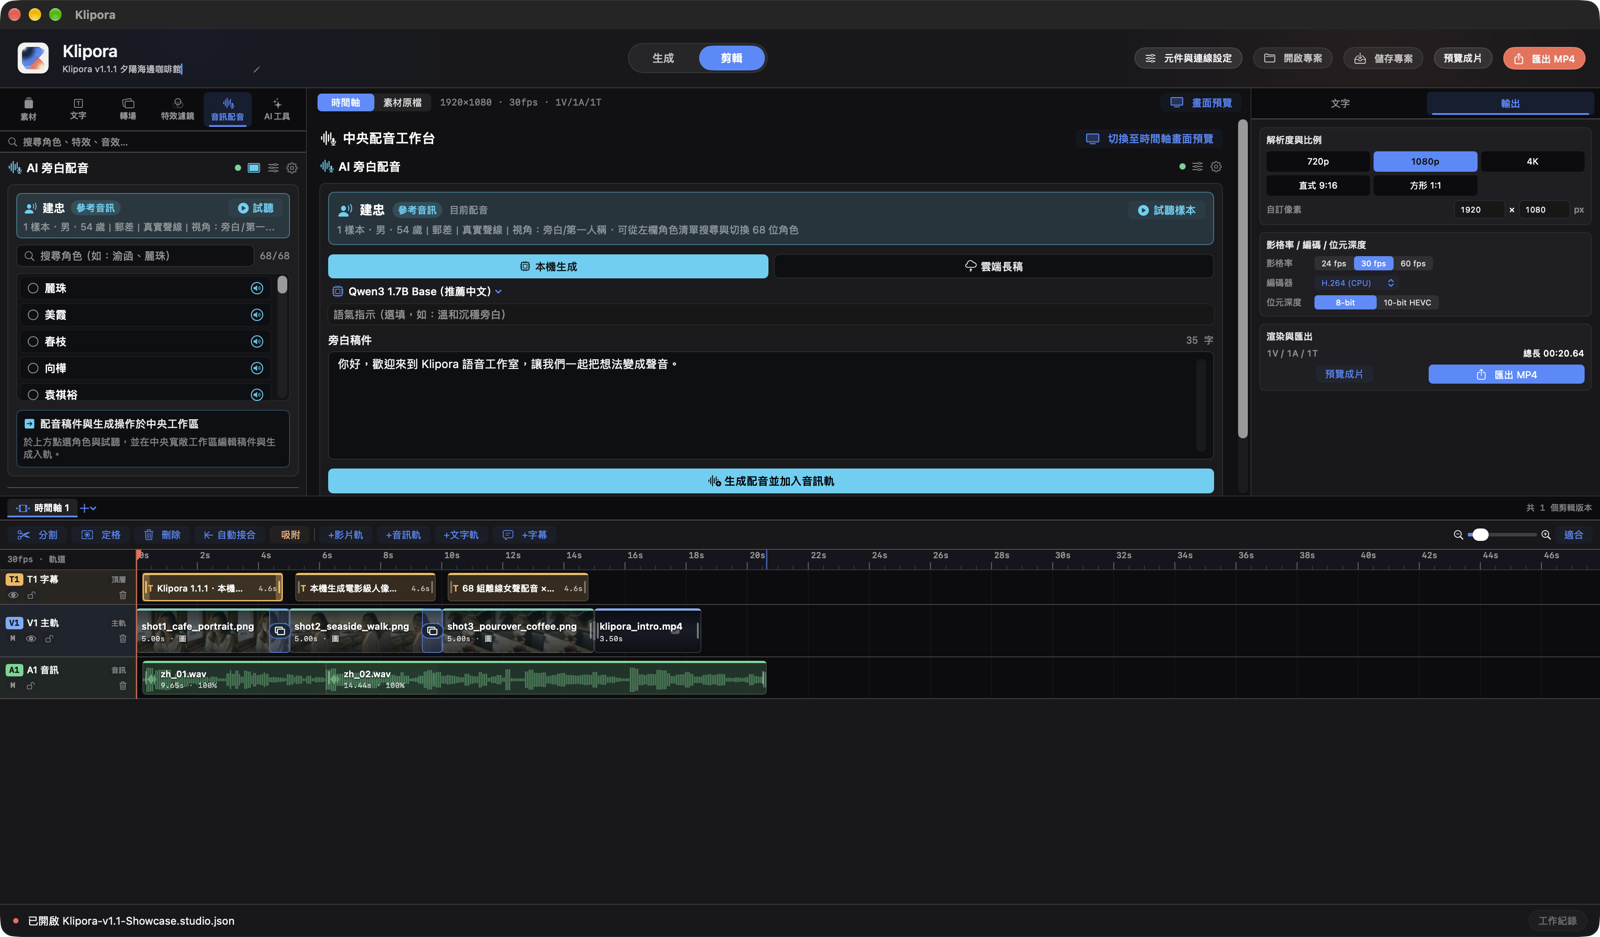 Klipora
Klipora
Klipora v1.1.1 夕陽海邊咖啡館
生成
剪輯
元件與連線設定
開啟專案
儲存專案
預覽成片
匯出 MP4
素材
文字
轉場
特效濾鏡
音訊配音
AI 工具
搜尋角色、特效、音效...
AI 旁白配音
建忠 參考音訊 試聽
1 樣本 · 男 · 54 歲 | 郵差 | 真實聲線 | 視角：旁白/第一...
搜尋角色 (如：渝函、麗珠) 68/68
麗珠
美霞
春枝
向樺
袁祺裕
配音稿件與生成操作於中央工作區
於上方點選角色與試聽，並在中央寬敞工作區編輯稿件與生
成入軌。
時間軸 素材原檔 1920×1080 · 30fps · 1V/1A/1T 畫面預覽
中央配音工作台 切換至時間軸畫面預覽
AI 旁白配音
建忠 參考音訊 目前配音 試聽樣本
1 樣本 · 男 · 54 歲 | 郵差 | 真實聲線 | 視角：旁白/第一人稱 · 可從左欄角色清單搜尋與切換 68 位角色
本機生成 雲端長稿
Qwen3 1.7B Base (推薦中文)
語氣指示 (選填，如：溫和沉穩旁白)
旁白稿件 35 字
你好，歡迎來到 Klipora 語音工作室，讓我們一起把想法變成聲音。
生成配音並加入音訊軌
文字 輸出
解析度與比例
720p 1080p 4K
直式 9:16 方形 1:1
自訂像素 1920 × 1080 px
影格率 / 編碼 / 位元深度
影格率 24 fps 30 fps 60 fps
編碼器 H.264 (CPU)
位元深度 8-bit 10-bit HEVC
渲染與匯出
1V / 1A / 1T 總長 00:20.64
預覽成片 匯出 MP4
時間軸 1 共 1 個剪輯版本
分割 定格 刪除 自動接合 吸附 +影片軌 +音訊軌 +文字軌 +字幕 適合
30fps · 軌道 0s 2s 4s 6s 8s 10s 12s 14s 16s 18s 20s 22s 24s 26s 28s 30s 32s 34s 36s 38s 40s 42s 44s 46s
T1 T1 字幕 頂層
T Klipora 1.1.1 · 本機... 4.6s
T 本機生成電影級人像... 4.6s
T 68 組離線女聲配音 ×... 4.6s
V1 V1 主軌 主軌
M
shot1_cafe_portrait.png
5.00s ·
shot2_seaside_walk.png
5.00s ·
shot3_pourover_coffee.png
5.00s ·
klipora_intro.mp4
3.50s
A1 A1 音訊 音訊
M
zh_01.wav
9.65s · 100%
zh_02.wav
14.44s · 100%
已開啟 Klipora-v1.1-Showcase.studio.json
工作紀錄